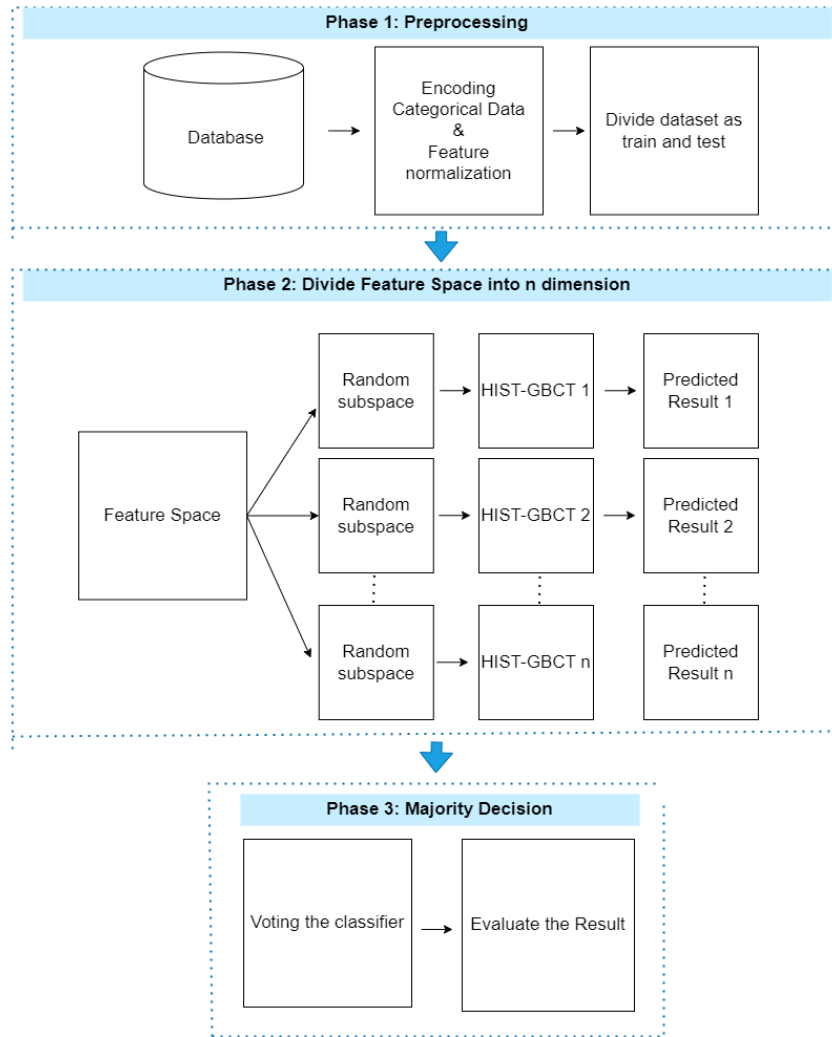 Phase 1: Preprocessing
Database
Encoding
Categorical Data
&
Feature
normalization
Divide dataset as
train and test
Phase 2: Divide Feature Space into n dimension
Feature Space
Random
subspace
HIST-GBCT 1
Predicted
Result 1
Random
subspace
HIST-GBCT 2
Predicted
Result 2
Random
subspace
HIST-GBCT n
Predicted
Result n
Phase 3: Majority Decision
Voting the classifier
Evaluate the Result